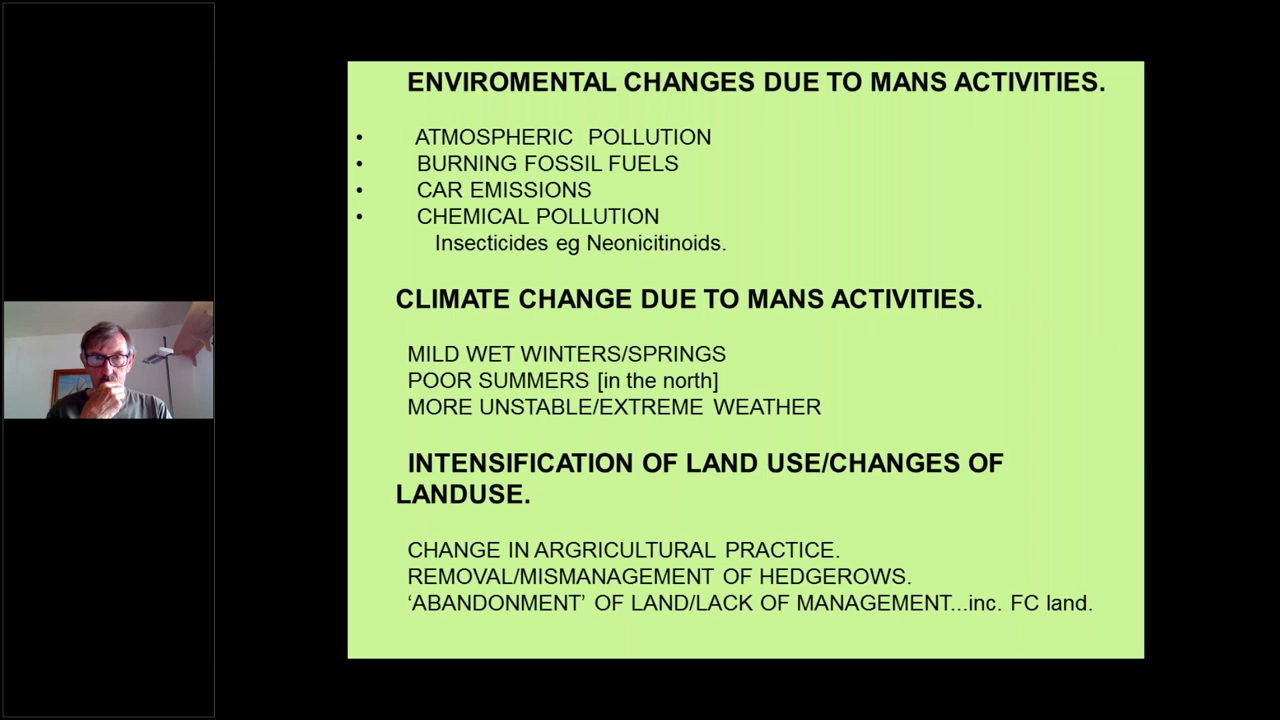 ENVIROMENTAL CHANGES DUE TO MANS ACTIVITIES.
• ATMOSPHERIC POLLUTION
• BURNING FOSSIL FUELS
• CAR EMISSIONS
• CHEMICAL POLLUTION
Insecticides eg Neonicitinoids.
CLIMATE CHANGE DUE TO MANS ACTIVITIES.
MILD WET WINTERS/SPRINGS
POOR SUMMERS [in the north]
MORE UNSTABLE/EXTREME WEATHER
INTENSIFICATION OF LAND USE/CHANGES OF
LANDUSE.
CHANGE IN ARGRICULTURAL PRACTICE.
REMOVAL/MISMANAGEMENT OF HEDGEROWS.
‘ABANDONMENT’ OF LAND/LACK OF MANAGEMENT...inc. FC land.